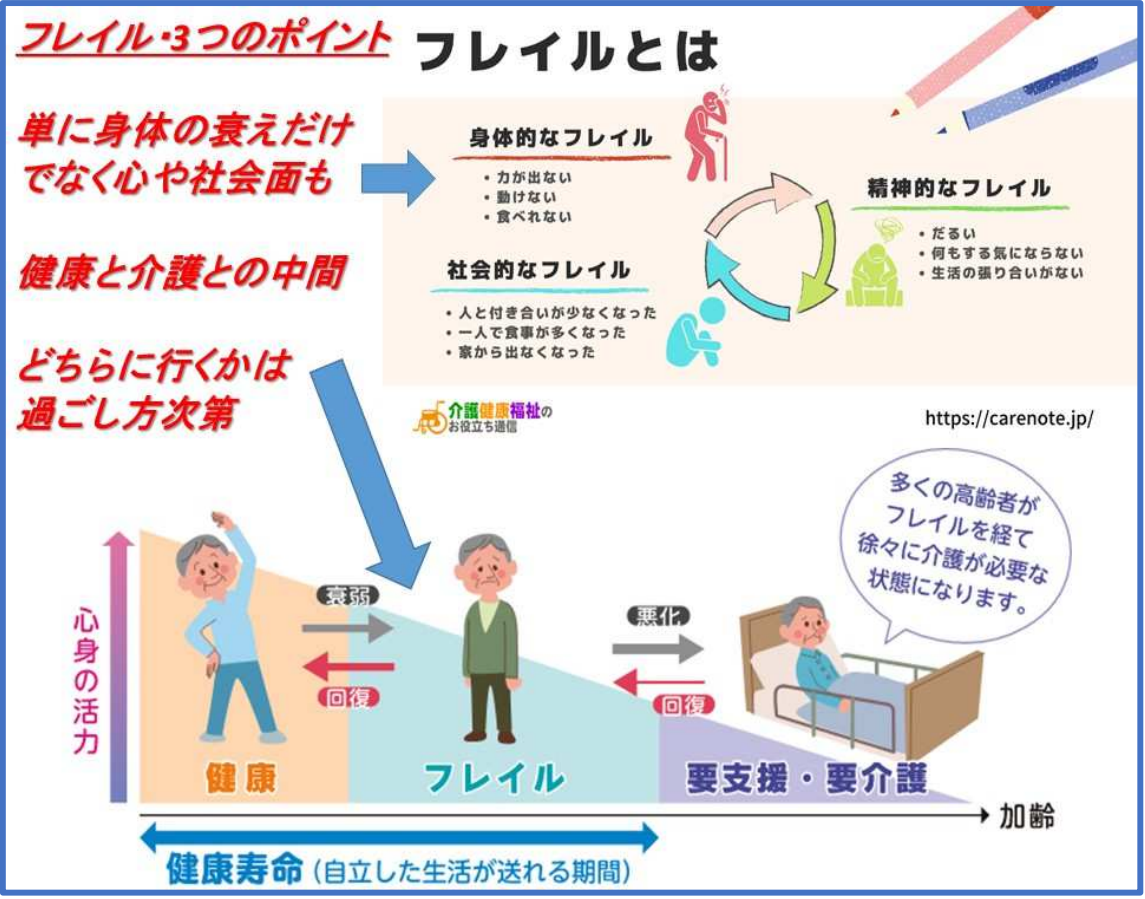 フレイル・3つのポイント
単に身体の衰えだけ
でなく心や社会面も
健康と介護との中間
どちらに行くかは
過ごし方次第
フレイルとは
身体的なフレイル
• 力が出ない
• 動けない
• 食べれない
精神的なフレイル
• だるい
• 何もする気にならない
• 生活の張り合いがない
社会的なフレイル
• 人と付き合いが少なくなった
• 一人で食事が多くなった
• 家から出なくなった
介護健康福祉の
お役立ち通信
https://carenote.jp/
多くの高齢者が
フレイルを経て
徐々に介護が必要な
状態になります。
心身の活力
衰弱
回復
悪化
回復
健康
フレイル
要支援・要介護
加齢
健康寿命(自立した生活が送れる期間)